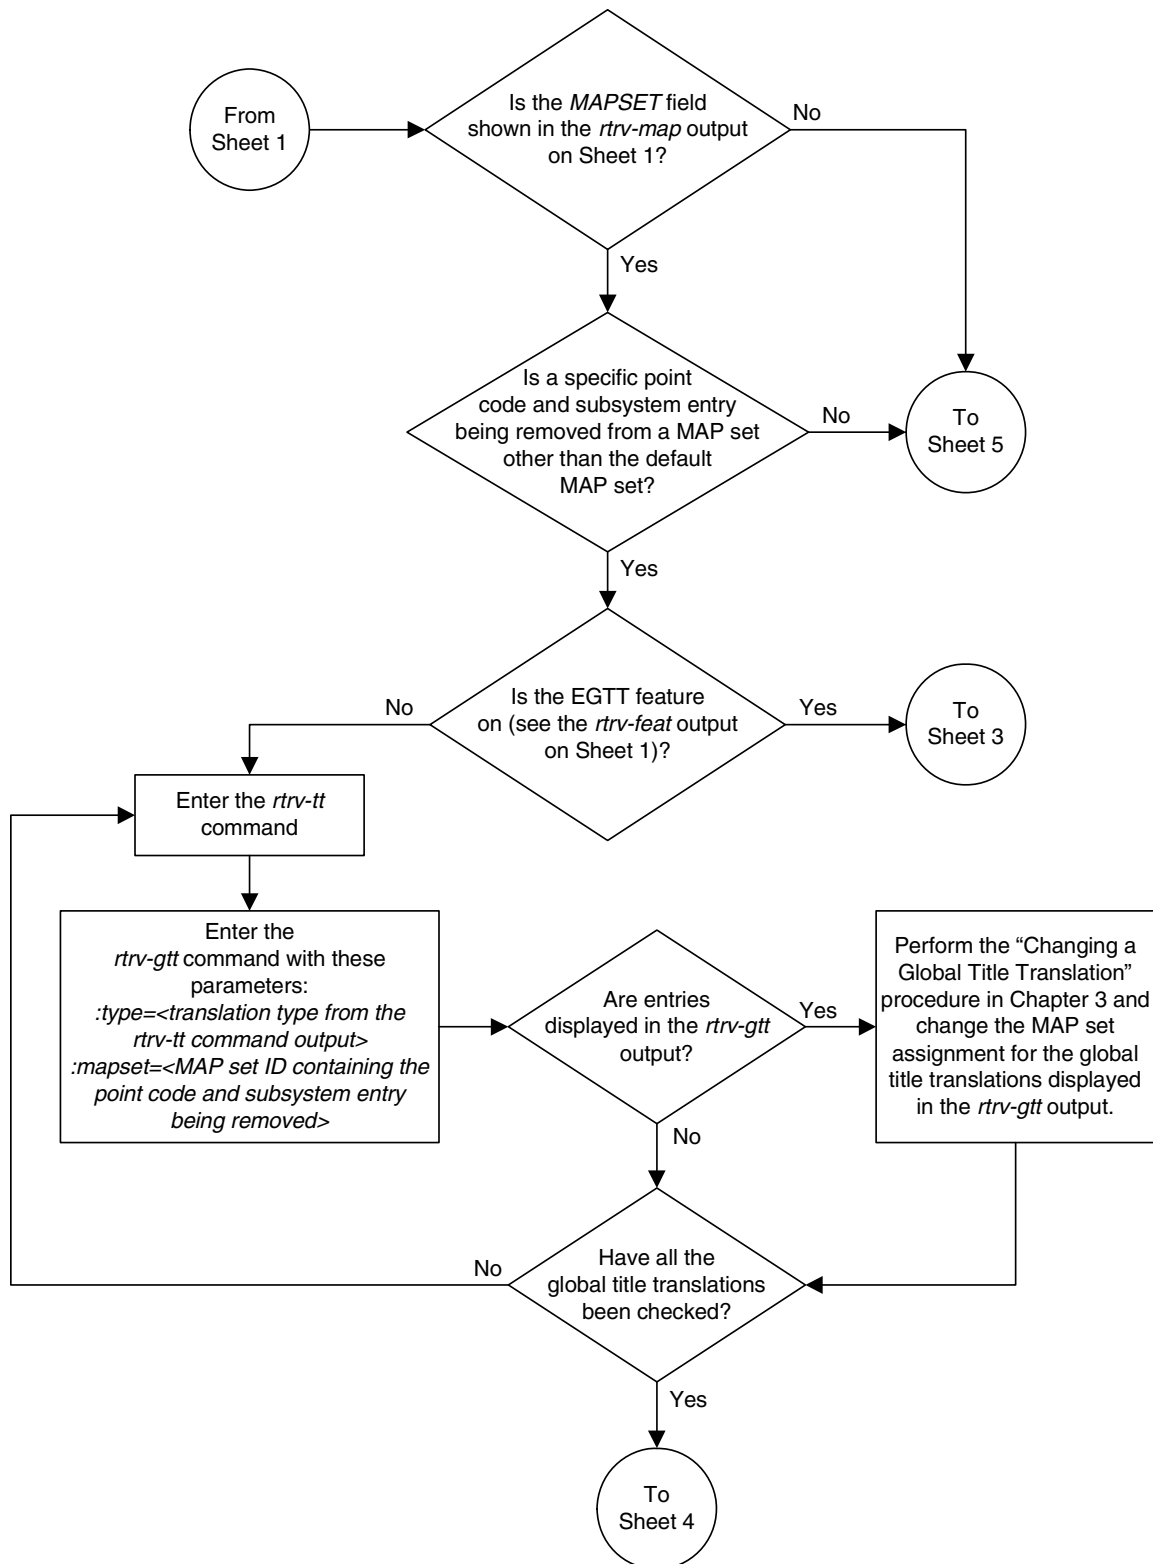 From
Sheet 1
Is the MAPSET field
shown in the rtrv-map output
on Sheet 1?
No
Yes
Is a specific point
code and subsystem entry
being removed from a MAP set
other than the default
MAP set?
No
To
Sheet 5
Yes
Is the EGTT feature
on (see the rtrv-feat output
on Sheet 1)?
No
Yes
To
Sheet 3
Enter the rtrv-tt
command
Enter the
rtrv-gtt command with these
parameters:
:type=<translation type from the
rtrv-tt command output>
:mapset=<MAP set ID containing the
point code and subsystem entry
being removed>
Are entries
displayed in the rtrv-gtt
output?
Yes
Perform the “Changing a
Global Title Translation”
procedure in Chapter 3 and
change the MAP set
assignment for the global
title translations displayed
in the rtrv-gtt output.
No
Have all the
global title translations
been checked?
No
Yes
To
Sheet 4